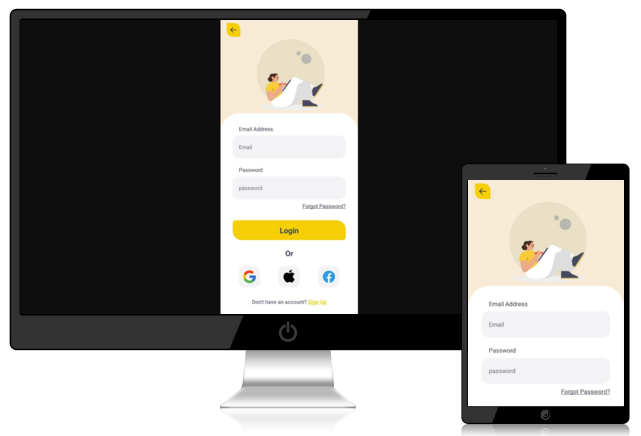 Email Address
Email
Password
password
Forgot Password?
Login
Or
Don't have an account? Sign Up
Email Address
Email
Password
password
Forgot Password?